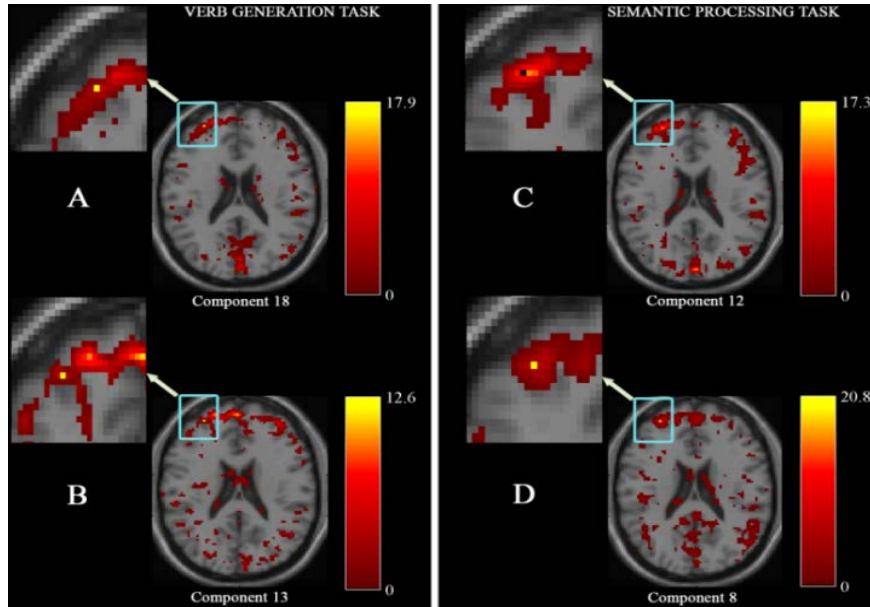 VERB GENERATION TASK
17.9
A
0
Component 18
12.6
B
0
Component 13
SEMANTIC PROCESSING TASK
17.3
C
0
Component 12
20.8
D
0
Component 8